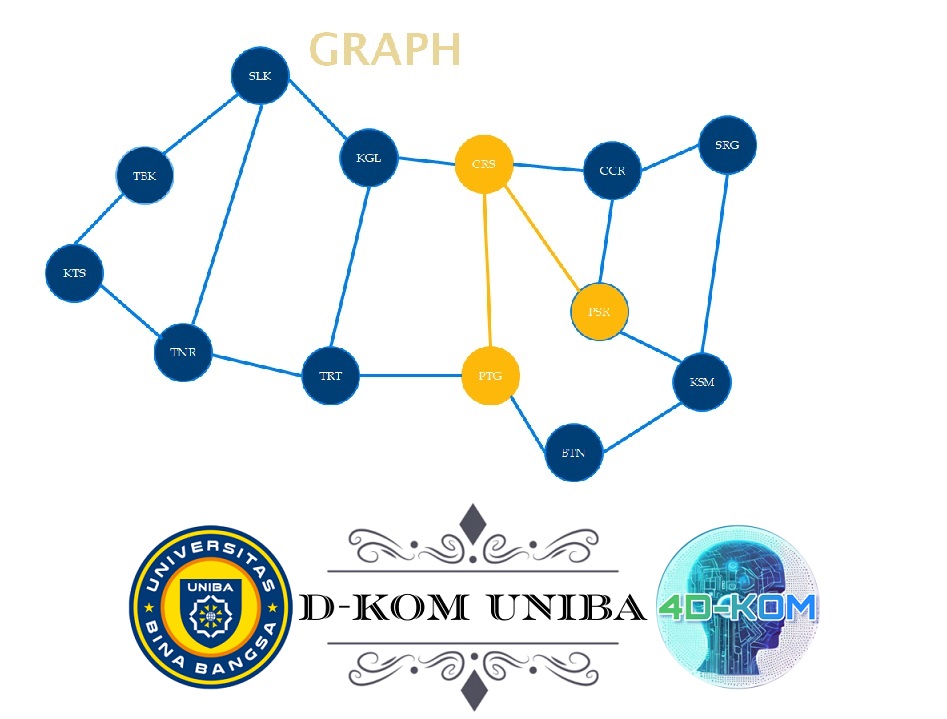 GRAPH
SLK
KGL
CRS
CCR
SRG
TBK
KTS
PSR
TNR
TRT
PTG
KSM
BTN
UNIVERSITAS
UNIBA
BINA BANGSA
D-KOM UNIBA
4D-KOM